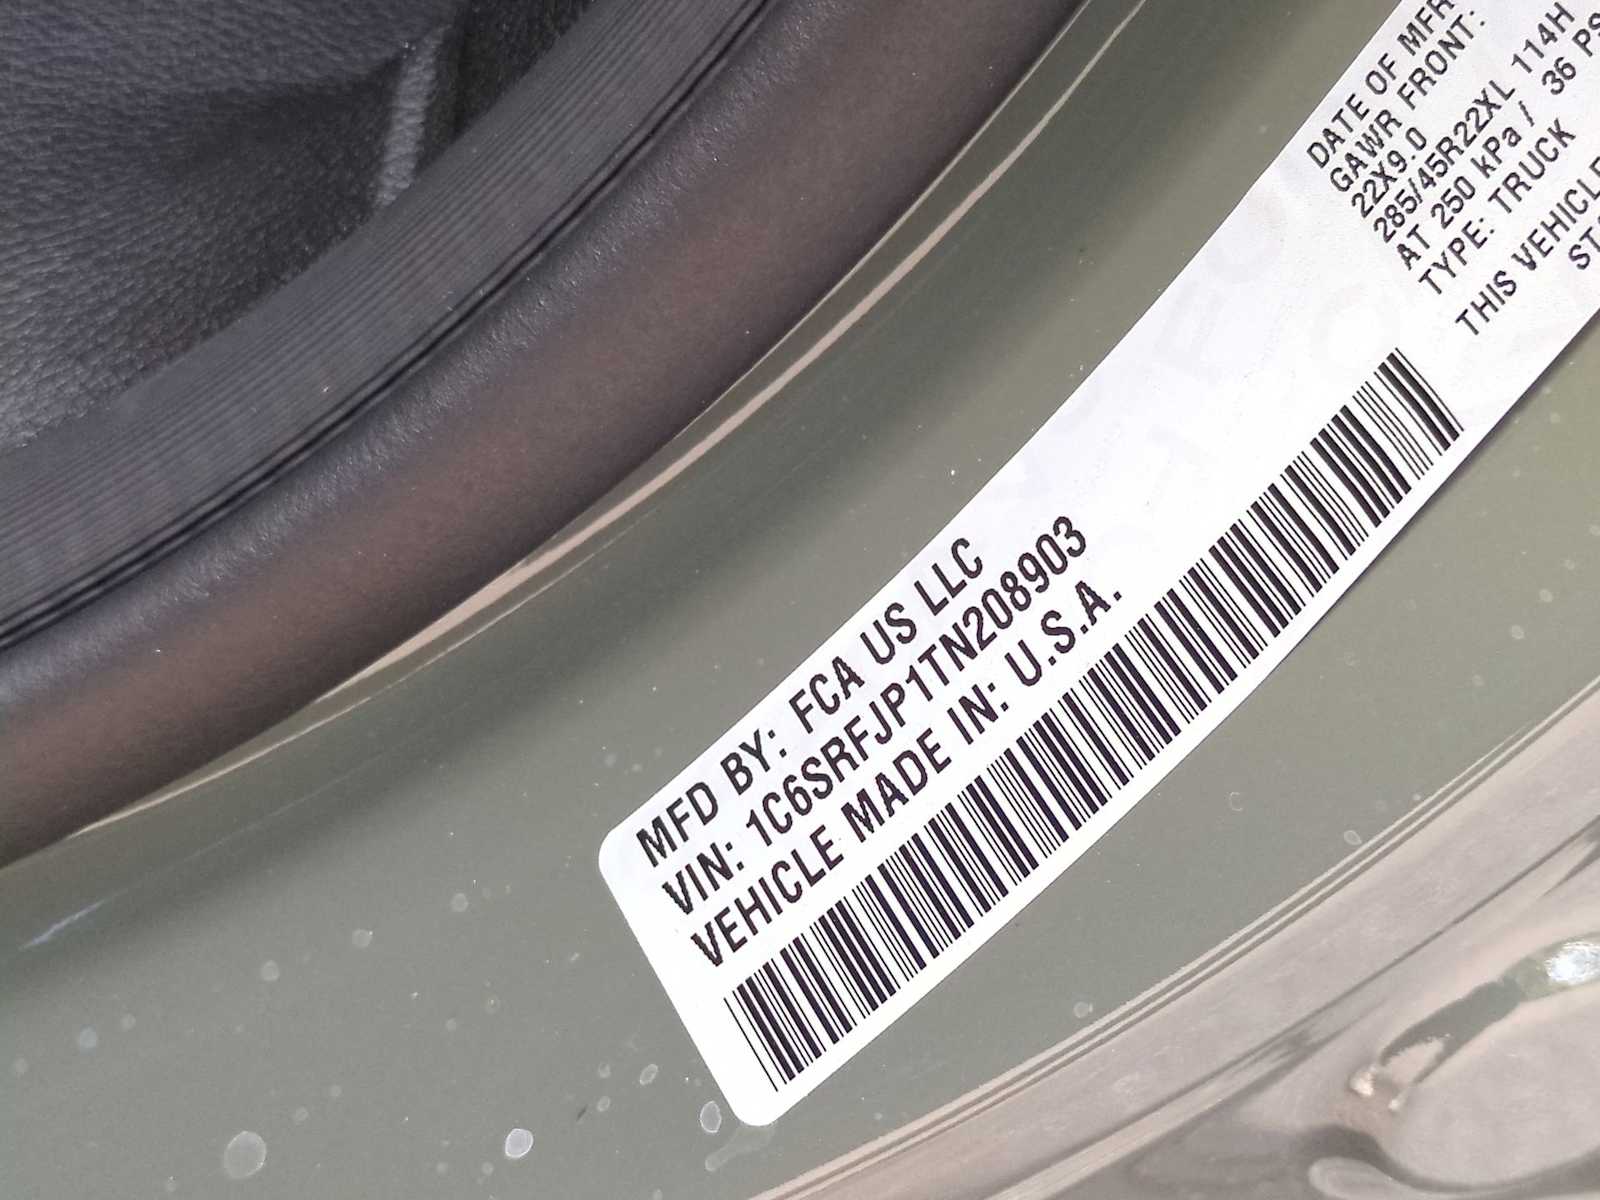 MFD BY: FCA US LLC
VIN: 1C6SRFJP1TN208903
VEHICLE MADE IN: U.S.A.
DATE OF MFR
GAWR FRONT:
22X9.0
285/45R22XL 114H
AT 250 kPa / 36 PS
TYPE: TRUCK
THIS VEHICLE